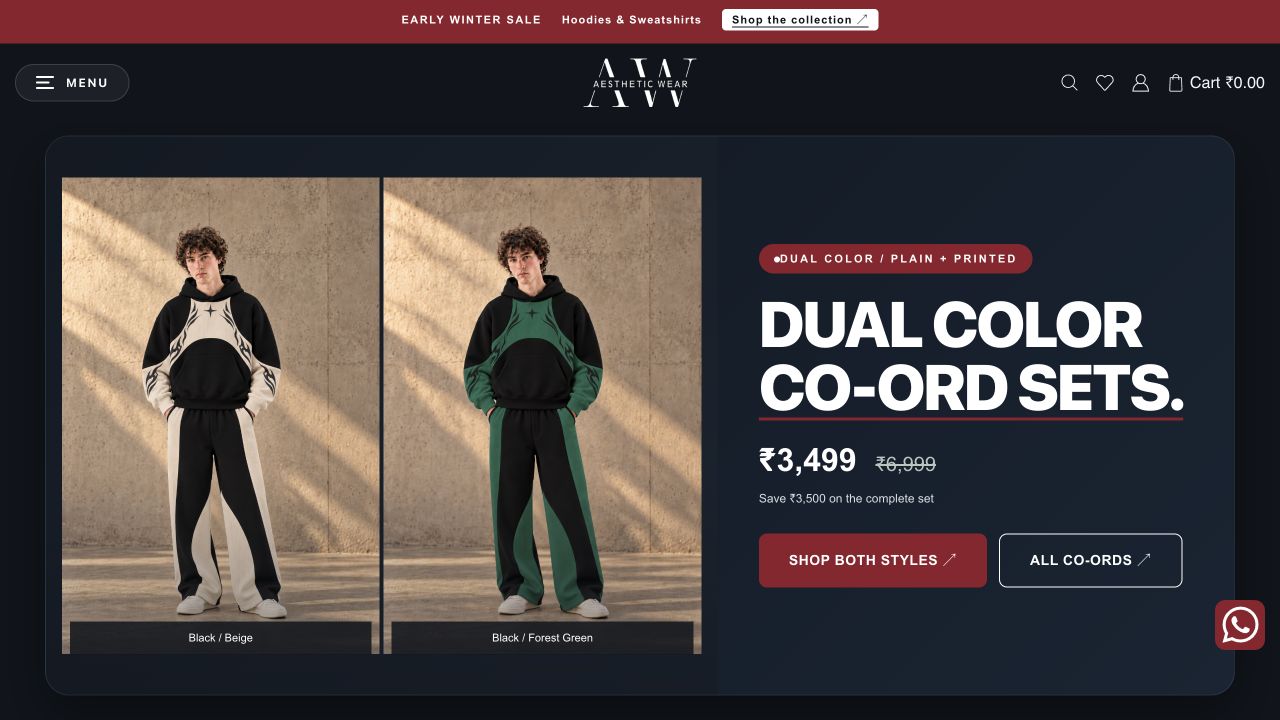 EARLY WINTER SALE Hoodies & Sweatshirts Shop the collection ↗
MENU
AW
AESTHETIC WEAR
Cart ₹0.00
DUAL COLOR / PLAIN + PRINTED
DUAL COLOR
CO-ORD SETS.
₹3,499 ₹6,999
Save ₹3,500 on the complete set
SHOP BOTH STYLES ↗
ALL CO-ORDS ↗
Black / Beige
Black / Forest Green